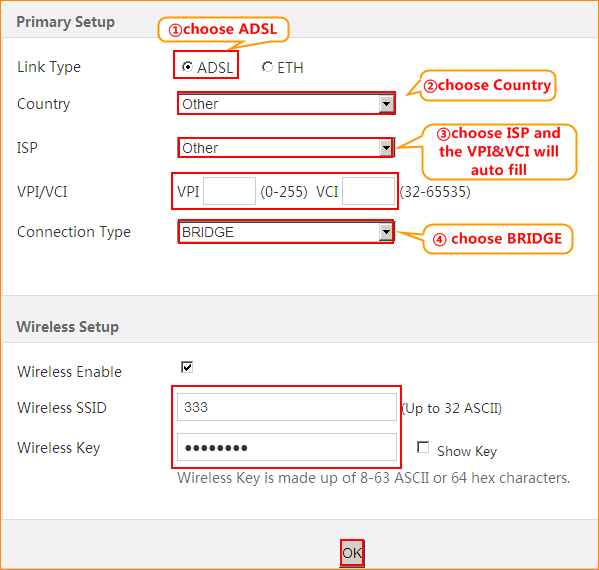 Primary Setup
①choose ADSL
Link Type
ADSL ETH
②choose Country
Country Other
③choose ISP and
the VPI&VCI will
auto fill
ISP Other
VPI/VCI VPI (0-255) VCI (32-65535)
Connection Type BRIDGE
④ choose BRIDGE
Wireless Setup
Wireless Enable
Wireless SSID 333 (Up to 32 ASCII)
Wireless Key ●●●●●●●● Show Key
Wireless Key is made up of 8-63 ASCII or 64 hex characters.
OK